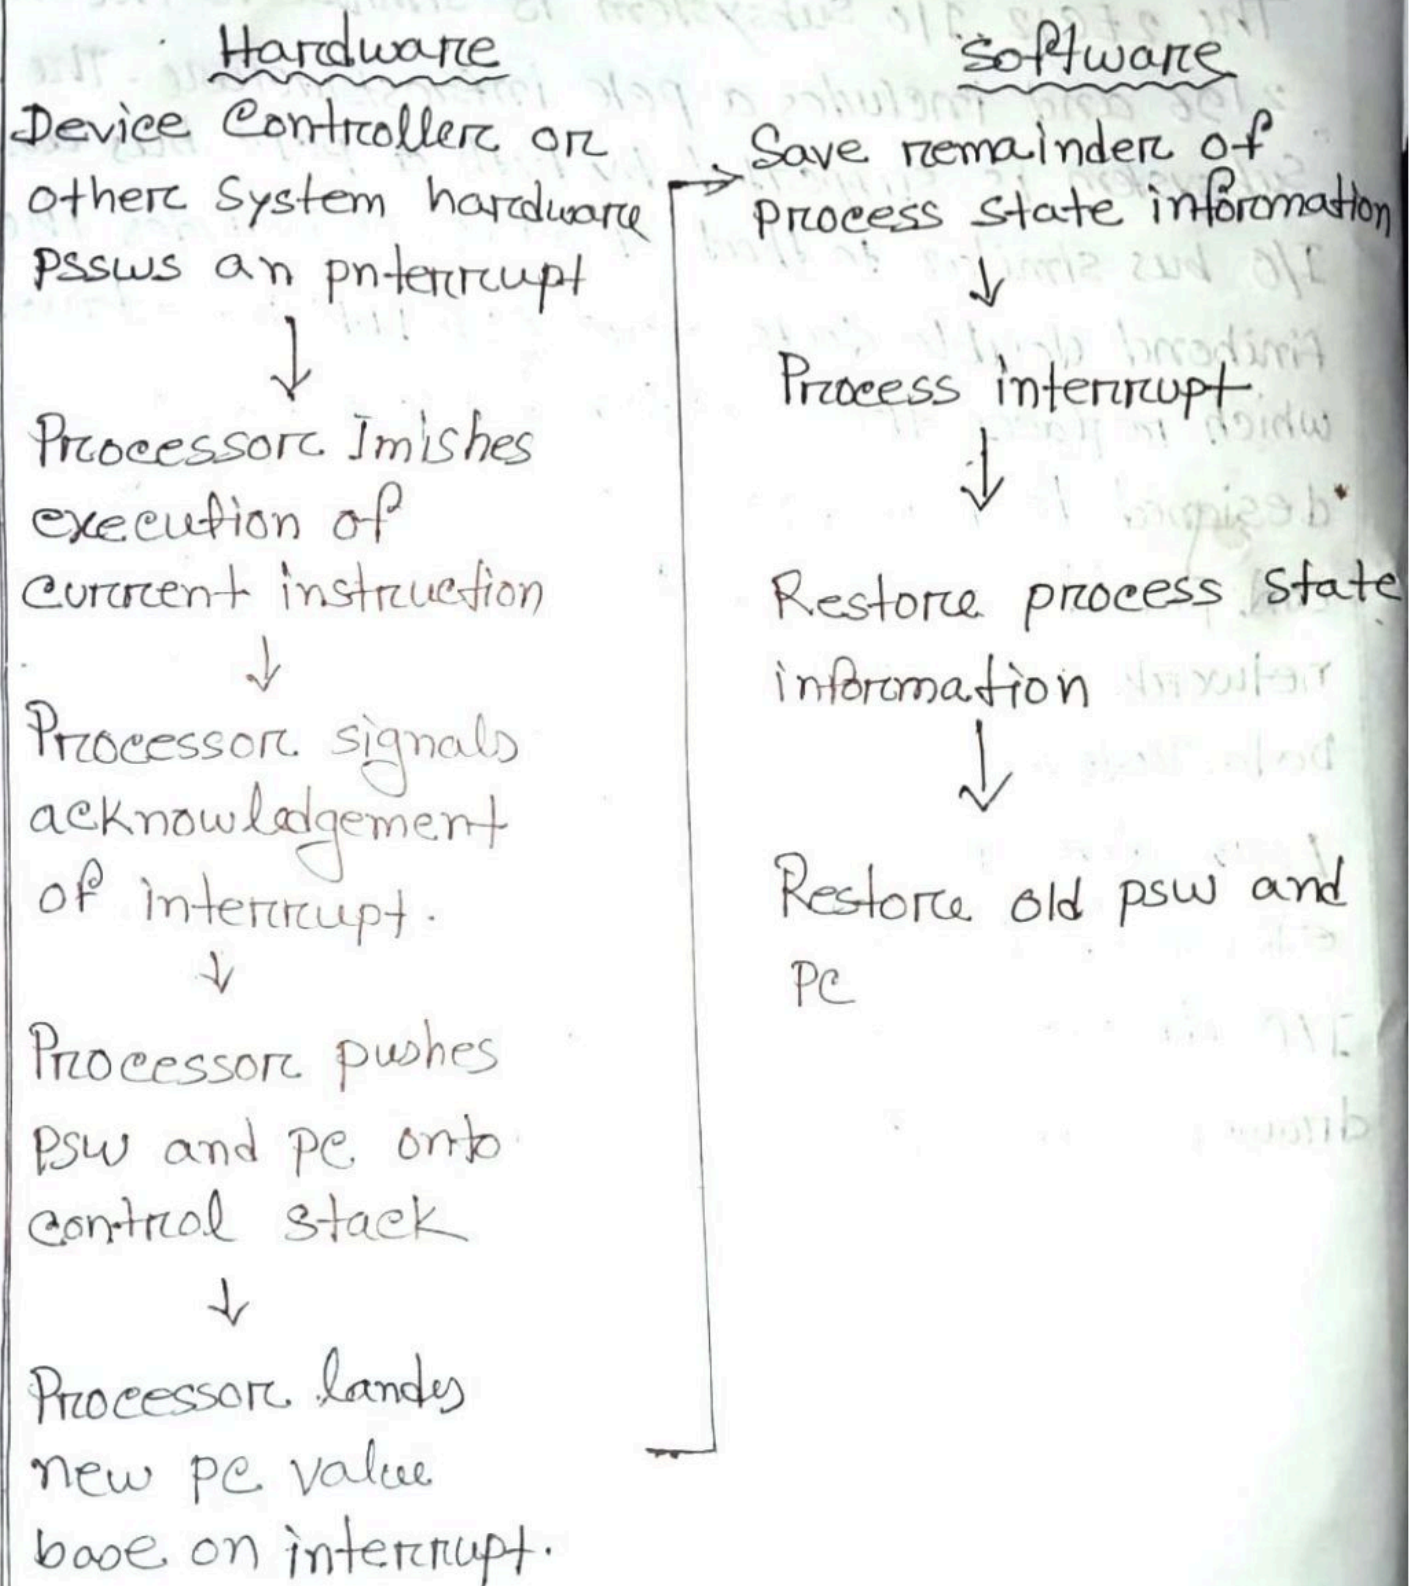 Hardware
Device Controller or
other System hardware
pssws an pnterrupt
↓
Processor Imishes
execution of
current instruction
↓
Processor signals
acknowledgement
of interrupt.
↓
Processor pushes
psw and pc onto
control stack
↓
Processor landes
new pc value
base on interrupt.
Software
Save remainder of
process state information
↓
Process interrupt
↓
Restore process state
information
↓
Restore old psw and
PC